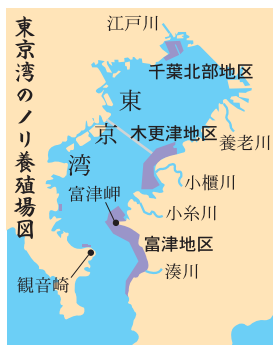 東京湾のノリ養殖場図
江戸川
千葉北部地区
東京湾
木更津地区
養老川
小櫃川
富津岬
小糸川
富津地区
観音崎
湊川